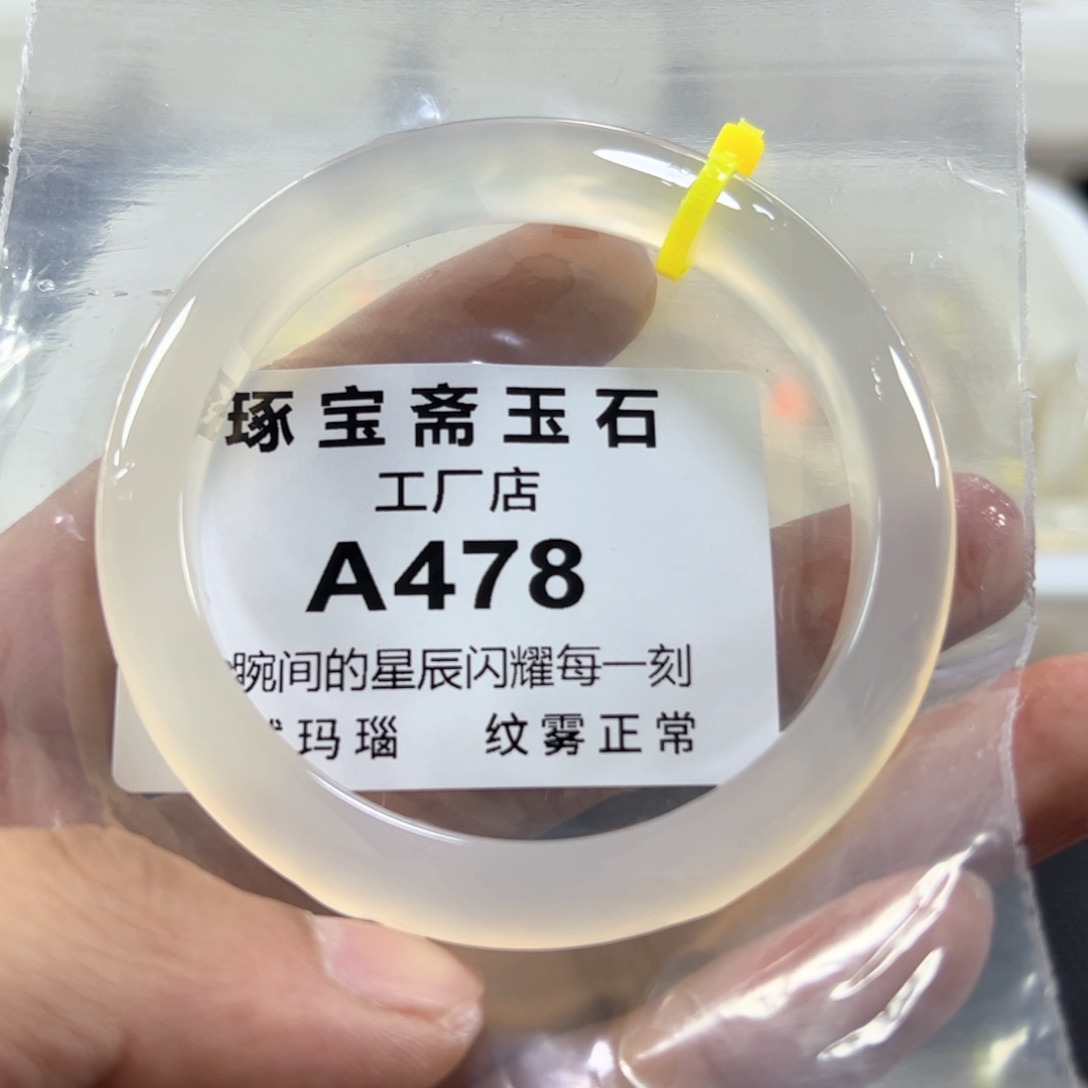 琢宝斋玉石
工厂店
A478
腕间的星辰闪耀每一刻
玛瑙 纹雾正常